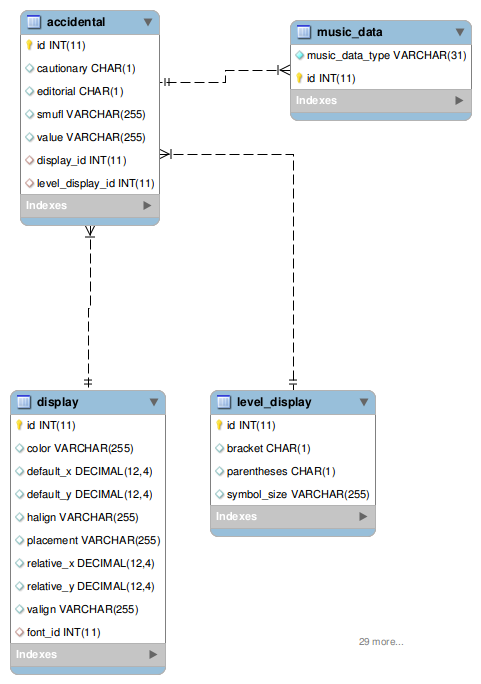 accidental
id INT(11)
cautionary CHAR(1)
editorial CHAR(1)
smufl VARCHAR(255)
value VARCHAR(255)
display_id INT(11)
level_display_id INT(11)
Indexes
music_data
music_data_type VARCHAR(31)
id INT(11)
Indexes
display
id INT(11)
color VARCHAR(255)
default_x DECIMAL(12,4)
default_y DECIMAL(12,4)
halign VARCHAR(255)
placement VARCHAR(255)
relative_x DECIMAL(12,4)
relative_y DECIMAL(12,4)
valign VARCHAR(255)
font_id INT(11)
Indexes
level_display
id INT(11)
bracket CHAR(1)
parentheses CHAR(1)
symbol_size VARCHAR(255)
Indexes
29 more...